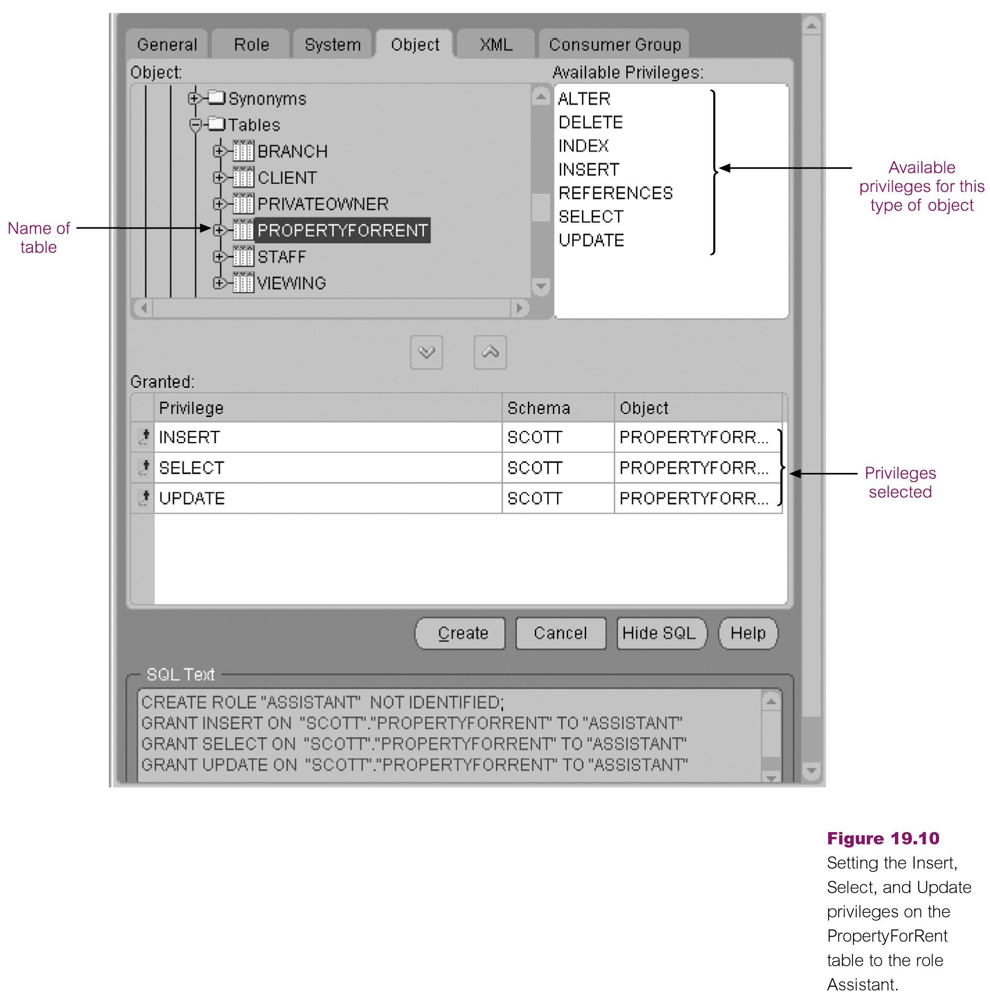 General Role System Object XML Consumer Group
Object:
Available Privileges:
Synonyms
Tables
BRANCH
CLIENT
PRIVATEOWNER
PROPERTYFORRENT
STAFF
VIEWING
ALTER
DELETE
INDEX
INSERT
REFERENCES
SELECT
UPDATE
Name of
table
Available
privileges for this
type of object
Granted:
Privilege Schema Object
INSERT SCOTT PROPERTYFORR...
SELECT SCOTT PROPERTYFORR...
UPDATE SCOTT PROPERTYFORR...
Privileges
selected
Create Cancel Hide SQL Help
SQL Text
CREATE ROLE "ASSISTANT" NOT IDENTIFIED;
GRANT INSERT ON "SCOTT"."PROPERTYFORRENT" TO "ASSISTANT"
GRANT SELECT ON "SCOTT"."PROPERTYFORRENT" TO "ASSISTANT"
GRANT UPDATE ON "SCOTT"."PROPERTYFORRENT" TO "ASSISTANT"
Figure 19.10
Setting the Insert,
Select, and Update
privileges on the
PropertyForRent
table to the role
Assistant.